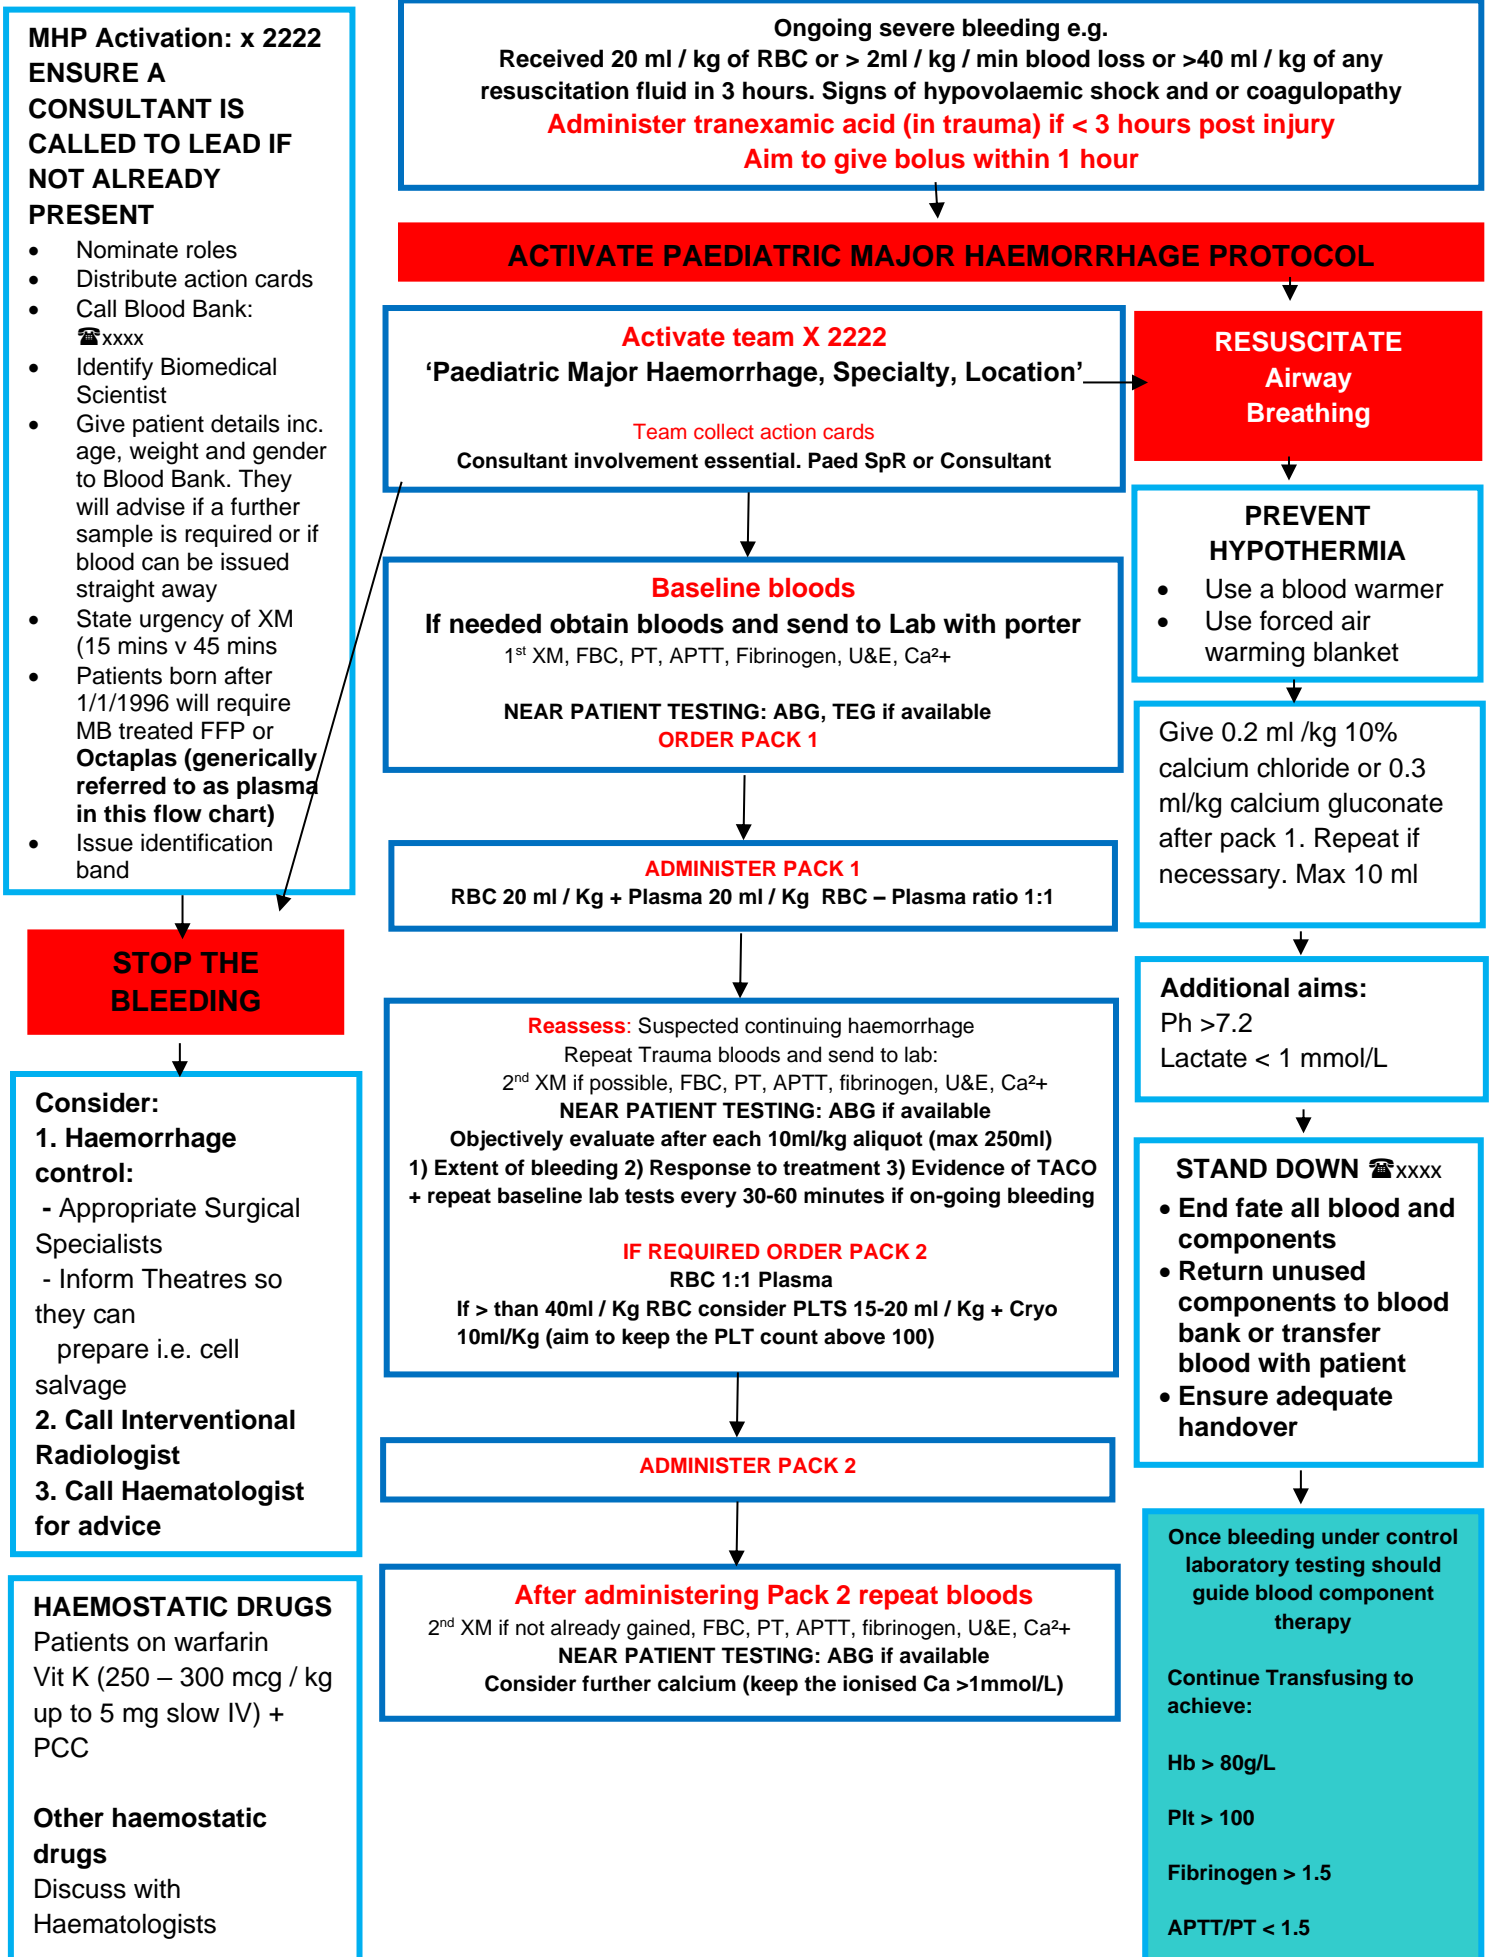 MHP Activation: x 2222
ENSURE A
CONSULTANT IS
CALLED TO LEAD IF
NOT ALREADY
PRESENT
• Nominate roles
• Distribute action cards
• Call Blood Bank:
☎xxxx
• Identify Biomedical
Scientist
• Give patient details inc.
age, weight and gender
to Blood Bank. They
will advise if a further
sample is required or if
blood can be issued
straight away
• State urgency of XM
(15 mins v 45 mins
• Patients born after
1/1/1996 will require
MB treated FFP or
Octaplas (generically
referred to as plasma
in this flow chart)
• Issue identification
band
STOP THE
BLEEDING
Consider:
1. Haemorrhage
control:
- Appropriate Surgical
Specialists
- Inform Theatres so
they can
prepare i.e. cell
salvage
2. Call Interventional
Radiologist
3. Call Haematologist
for advice
HAEMOSTATIC DRUGS
Patients on warfarin
Vit K (250 – 300 mcg / kg
up to 5 mg slow IV) +
PCC
Other haemostatic
drugs
Discuss with
Haematologists
Ongoing severe bleeding e.g.
Received 20 ml / kg of RBC or > 2ml / kg / min blood loss or >40 ml / kg of any
resuscitation fluid in 3 hours. Signs of hypovolaemic shock and or coagulopathy
Administer tranexamic acid (in trauma) if < 3 hours post injury
Aim to give bolus within 1 hour
ACTIVATE PAEDIATRIC MAJOR HAEMORRHAGE PROTOCOL
Activate team X 2222
‘Paediatric Major Haemorrhage, Specialty, Location’
Team collect action cards
Consultant involvement essential. Paed SpR or Consultant
Baseline bloods
If needed obtain bloods and send to Lab with porter
1st XM, FBC, PT, APTT, Fibrinogen, U&E, Ca²+
NEAR PATIENT TESTING: ABG, TEG if available
ORDER PACK 1
ADMINISTER PACK 1
RBC 20 ml / Kg + Plasma 20 ml / Kg RBC – Plasma ratio 1:1
Reassess: Suspected continuing haemorrhage
Repeat Trauma bloods and send to lab:
2nd XM if possible, FBC, PT, APTT, fibrinogen, U&E, Ca²+
NEAR PATIENT TESTING: ABG if available
Objectively evaluate after each 10ml/kg aliquot (max 250ml)
1) Extent of bleeding 2) Response to treatment 3) Evidence of TACO
+ repeat baseline lab tests every 30-60 minutes if on-going bleeding
IF REQUIRED ORDER PACK 2
RBC 1:1 Plasma
If > than 40ml / Kg RBC consider PLTS 15-20 ml / Kg + Cryo
10ml/Kg (aim to keep the PLT count above 100)
ADMINISTER PACK 2
After administering Pack 2 repeat bloods
2nd XM if not already gained, FBC, PT, APTT, fibrinogen, U&E, Ca²+
NEAR PATIENT TESTING: ABG if available
Consider further calcium (keep the ionised Ca >1mmol/L)
RESUSCITATE
Airway
Breathing
PREVENT
HYPOTHERMIA
• Use a blood warmer
• Use forced air
warming blanket
Give 0.2 ml /kg 10%
calcium chloride or 0.3
ml/kg calcium gluconate
after pack 1. Repeat if
necessary. Max 10 ml
Additional aims:
Ph >7.2
Lactate < 1 mmol/L
STAND DOWN ☎xxxx
• End fate all blood and
components
• Return unused
components to blood
bank or transfer
blood with patient
• Ensure adequate
handover
Once bleeding under control
laboratory testing should
guide blood component
therapy
Continue Transfusing to
achieve:
Hb > 80g/L
Plt > 100
Fibrinogen > 1.5
APTT/PT < 1.5